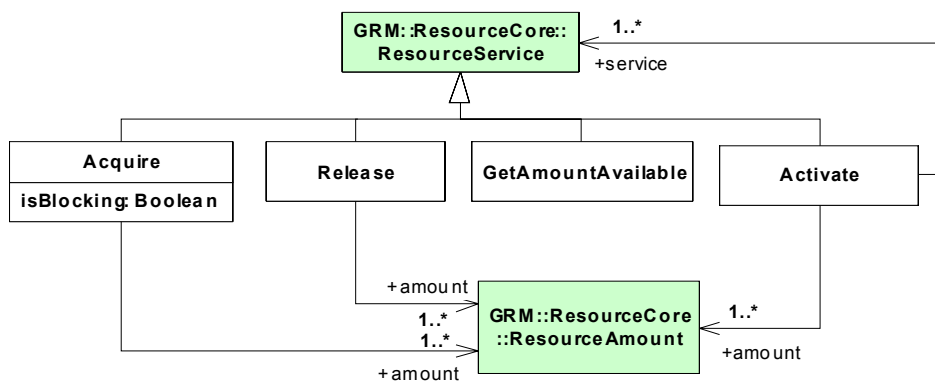 GRM::ResourceCore::
ResourceService
1..*
+service
Acquire
isBlocking: Boolean
Release
GetAmountAvailable
Activate
+amount
1..*
GRM::ResourceCore
::ResourceAmount
1..*
1..*
+amount
+amount